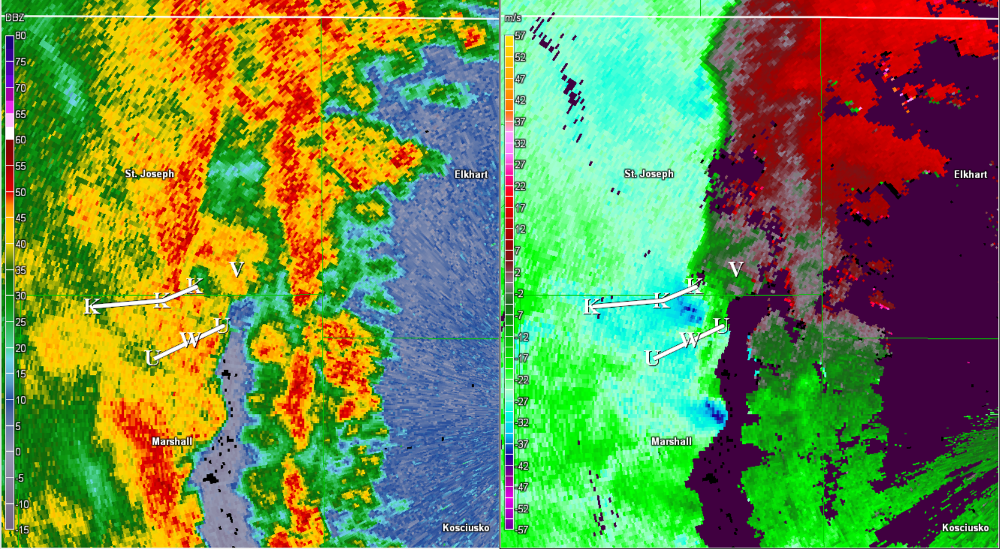 DBZ
80
75
70
65
60
55
50
45
40
35
30
25
20
15
10
5
0
-5
-10
-15
St. Joseph
Elkhart
V
K K K
U W U
Marshall
Kosciusko
m/s
57
52
47
42
37
32
27
22
17
12
7
2
-2
-7
-12
-17
-22
-27
-32
-37
-42
-47
-52
-57
St. Joseph
Elkhart
V
K K K
U W U
Marshall
Kosciusko